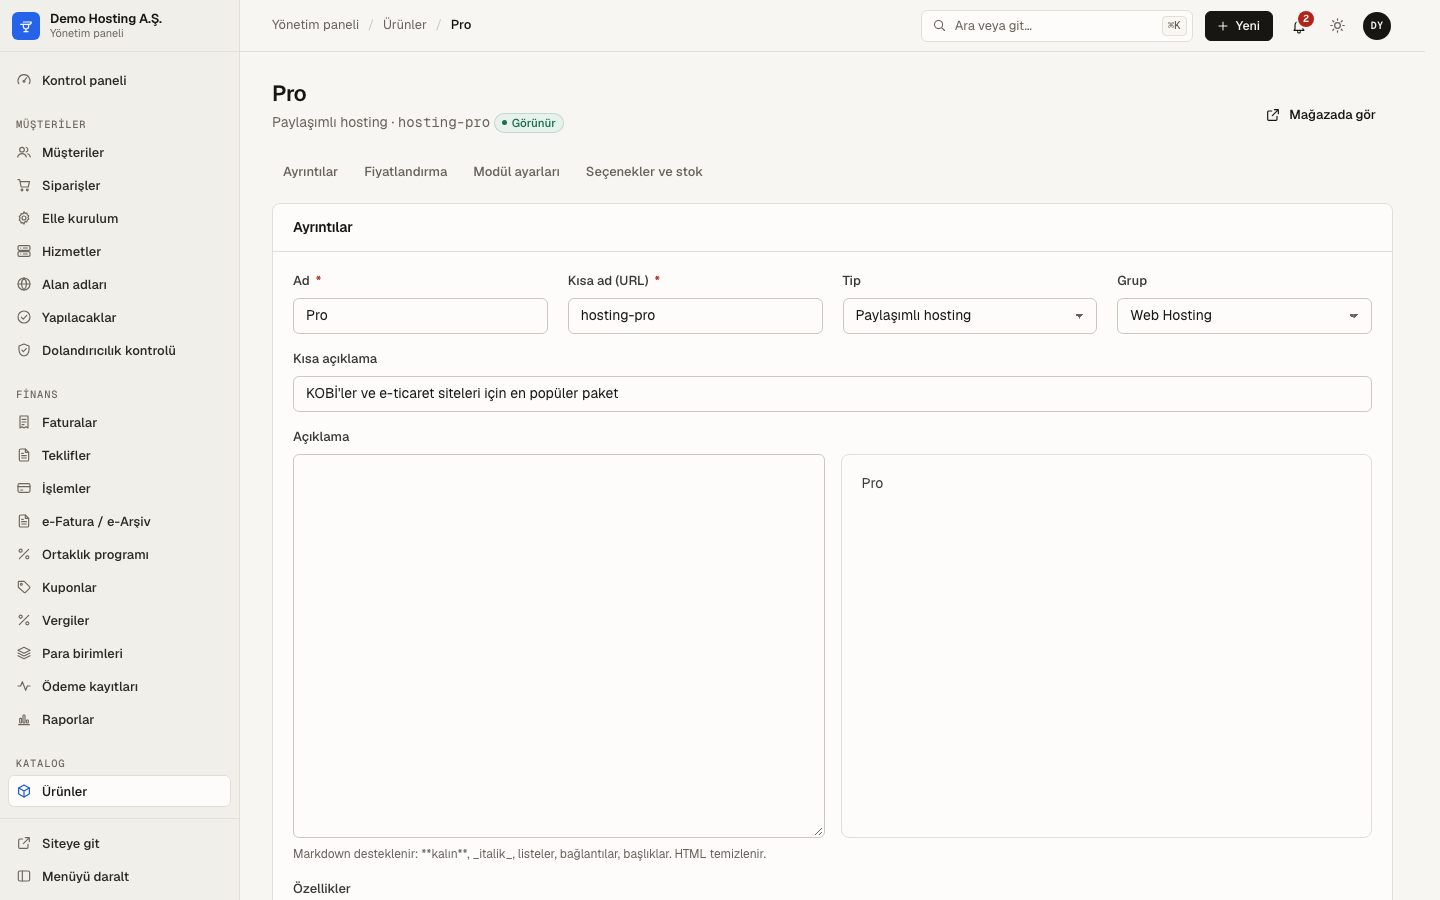 Demo Hosting A.Ş.
Yönetim paneli
Yönetim paneli / Ürünler / Pro
Ara veya git... ⌘K
+ Yeni
2
DY
Kontrol paneli
MÜŞTERİLER
Müşteriler
Siparişler
Elle kurulum
Hizmetler
Alan adları
Yapılacaklar
Dolandırıcılık kontrolü
FİNANS
Faturalar
Teklifler
İşlemler
e-Fatura / e-Arşiv
Ortaklık programı
Kuponlar
Vergiler
Para birimleri
Ödeme kayıtları
Raporlar
KATALOG
Ürünler
Siteye git
Menüyü daralt
Pro
Paylaşımlı hosting · hosting-pro Görünür
Mağazada gör
Ayrıntılar Fiyatlandırma Modül ayarları Seçenekler ve stok
Ayrıntılar
Ad * Kısa ad (URL) * Tip Grup
Pro hosting-pro Paylaşımlı hosting Web Hosting
Kısa açıklama
KOBİ'ler ve e-ticaret siteleri için en popüler paket
Açıklama
Pro
Markdown desteklenir: **kalın**, _italik_, listeler, bağlantılar, başlıklar. HTML temizlenir.
Özellikler